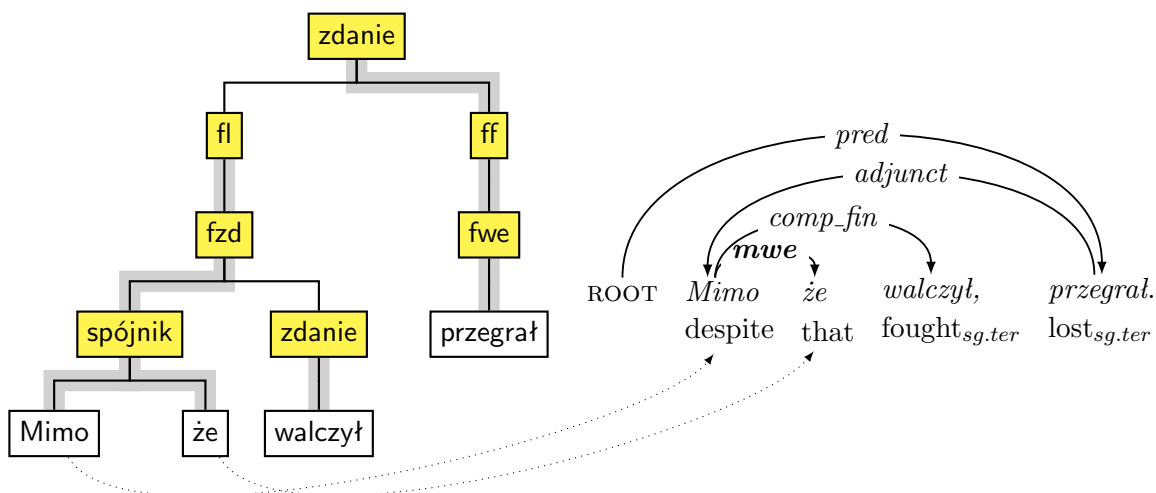 zdanie
fl ff
fzd fwe
spójnik zdanie przegrał
Mimo że walczył
pred
adjunct
comp_fin
mwe
ROOT Mimo że walczył, przegrał.
despite that fought_sg.ter lost_sg.ter